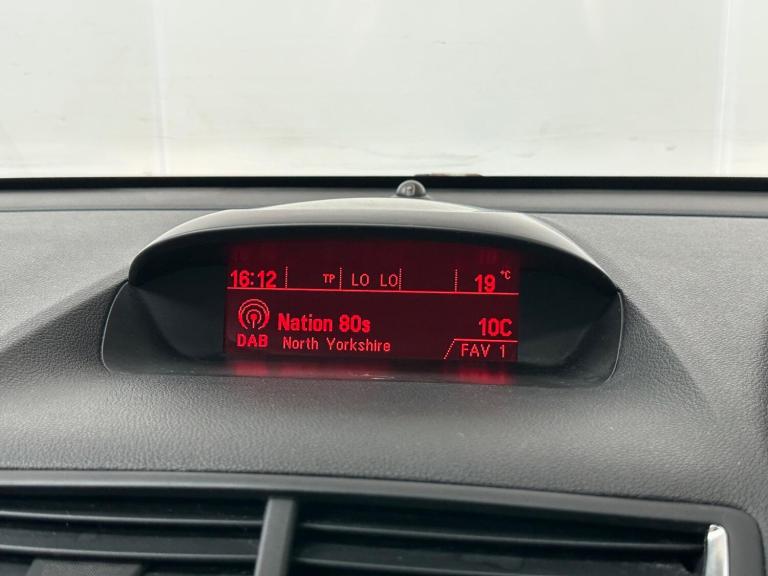 16:12 TP LO LO 19 °C
Nation 80s 10C
DAB North Yorkshire FAV 1